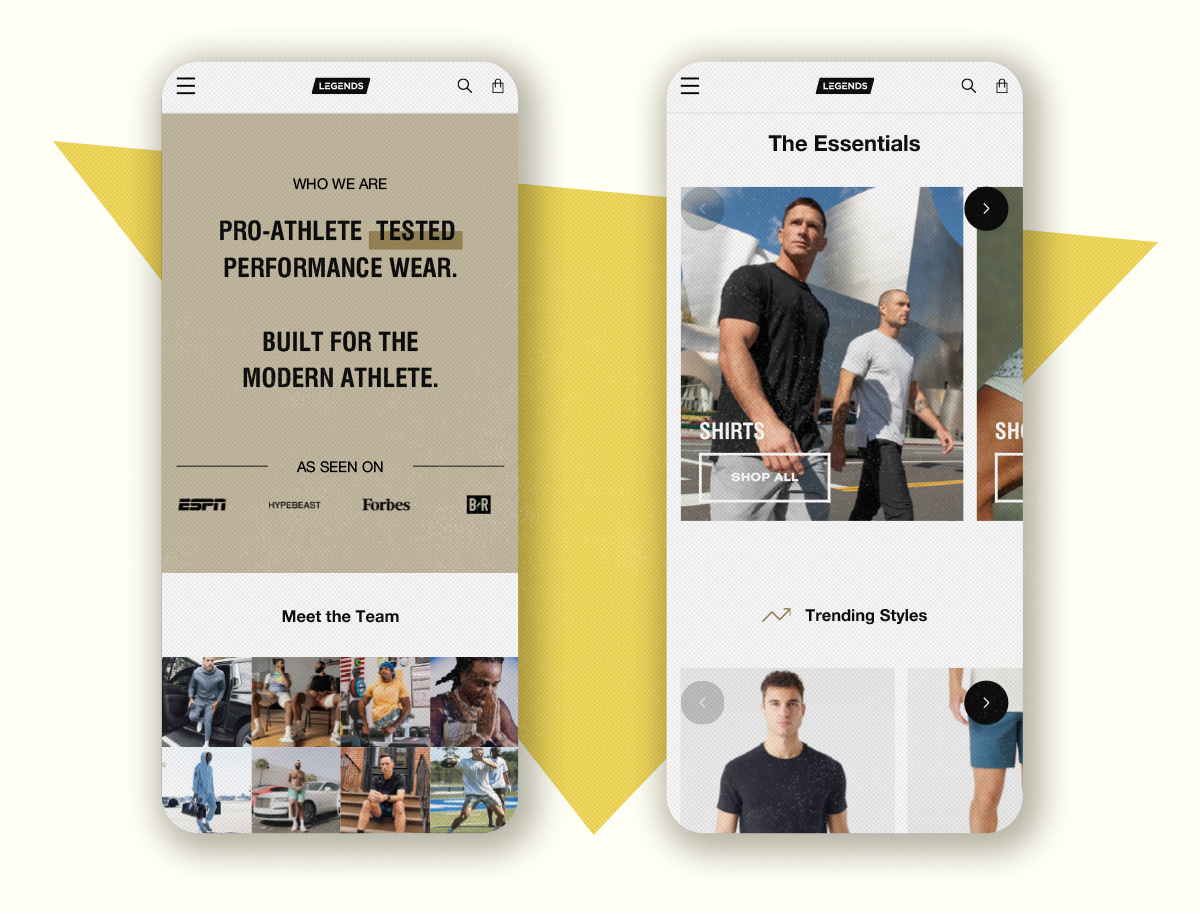 LEGENDS
WHO WE ARE
PRO-ATHLETE TESTED
PERFORMANCE WEAR.
BUILT FOR THE
MODERN ATHLETE.
AS SEEN ON
ESPN HYPEBEAST Forbes B/R
Meet the Team
LEGENDS
The Essentials
SHIRTS
SHOP ALL
SHO
Trending Styles